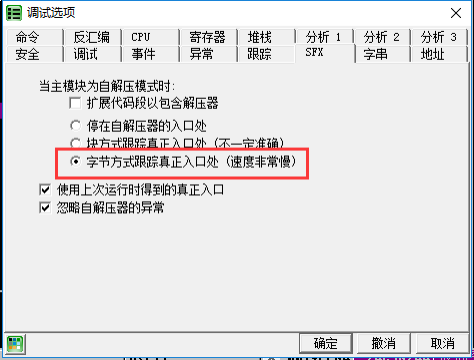 调试选项
命令 反汇编 CPU 寄存器 堆栈 分析 1 分析 2 分析 3
安全 调试 事件 异常 跟踪 SFX 字串 地址
当主模块为自解压模式时:
扩展代码段以包含解压器
停在自解压器的入口处
块方式跟踪真正入口处（不一定准确）
字节方式跟踪真正入口处（速度非常慢）
使用上次运行时得到的真正入口
忽略自解压器的异常
确定 撤消 取消